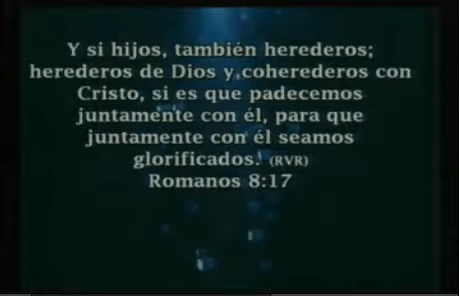 Y si hijos, también herederos;
herederos de Dios y coherederos con
Cristo, si es que padecemos
juntamente con él, para que
juntamente con él seamos
glorificados. (RVR)
Romanos 8:17